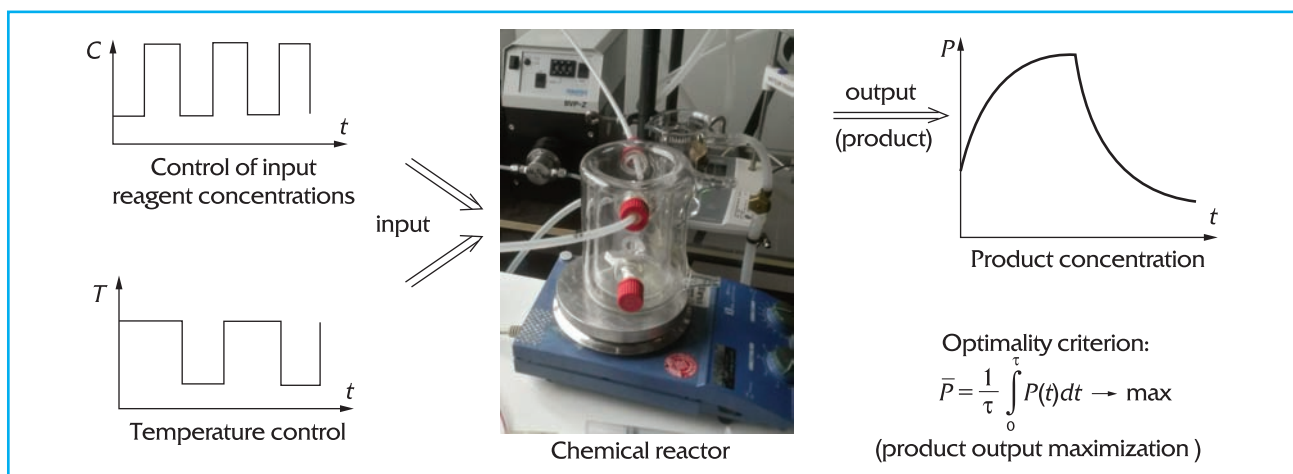 C
t
Control of input
reagent concentrations
T
t
Temperature control
input
BVP-Z
Chemical reactor
output
(product)
P
t
Product concentration
Optimality criterion:
P̄ = 1/τ ∫₀^τ P(t)dt → max
(product output maximization )